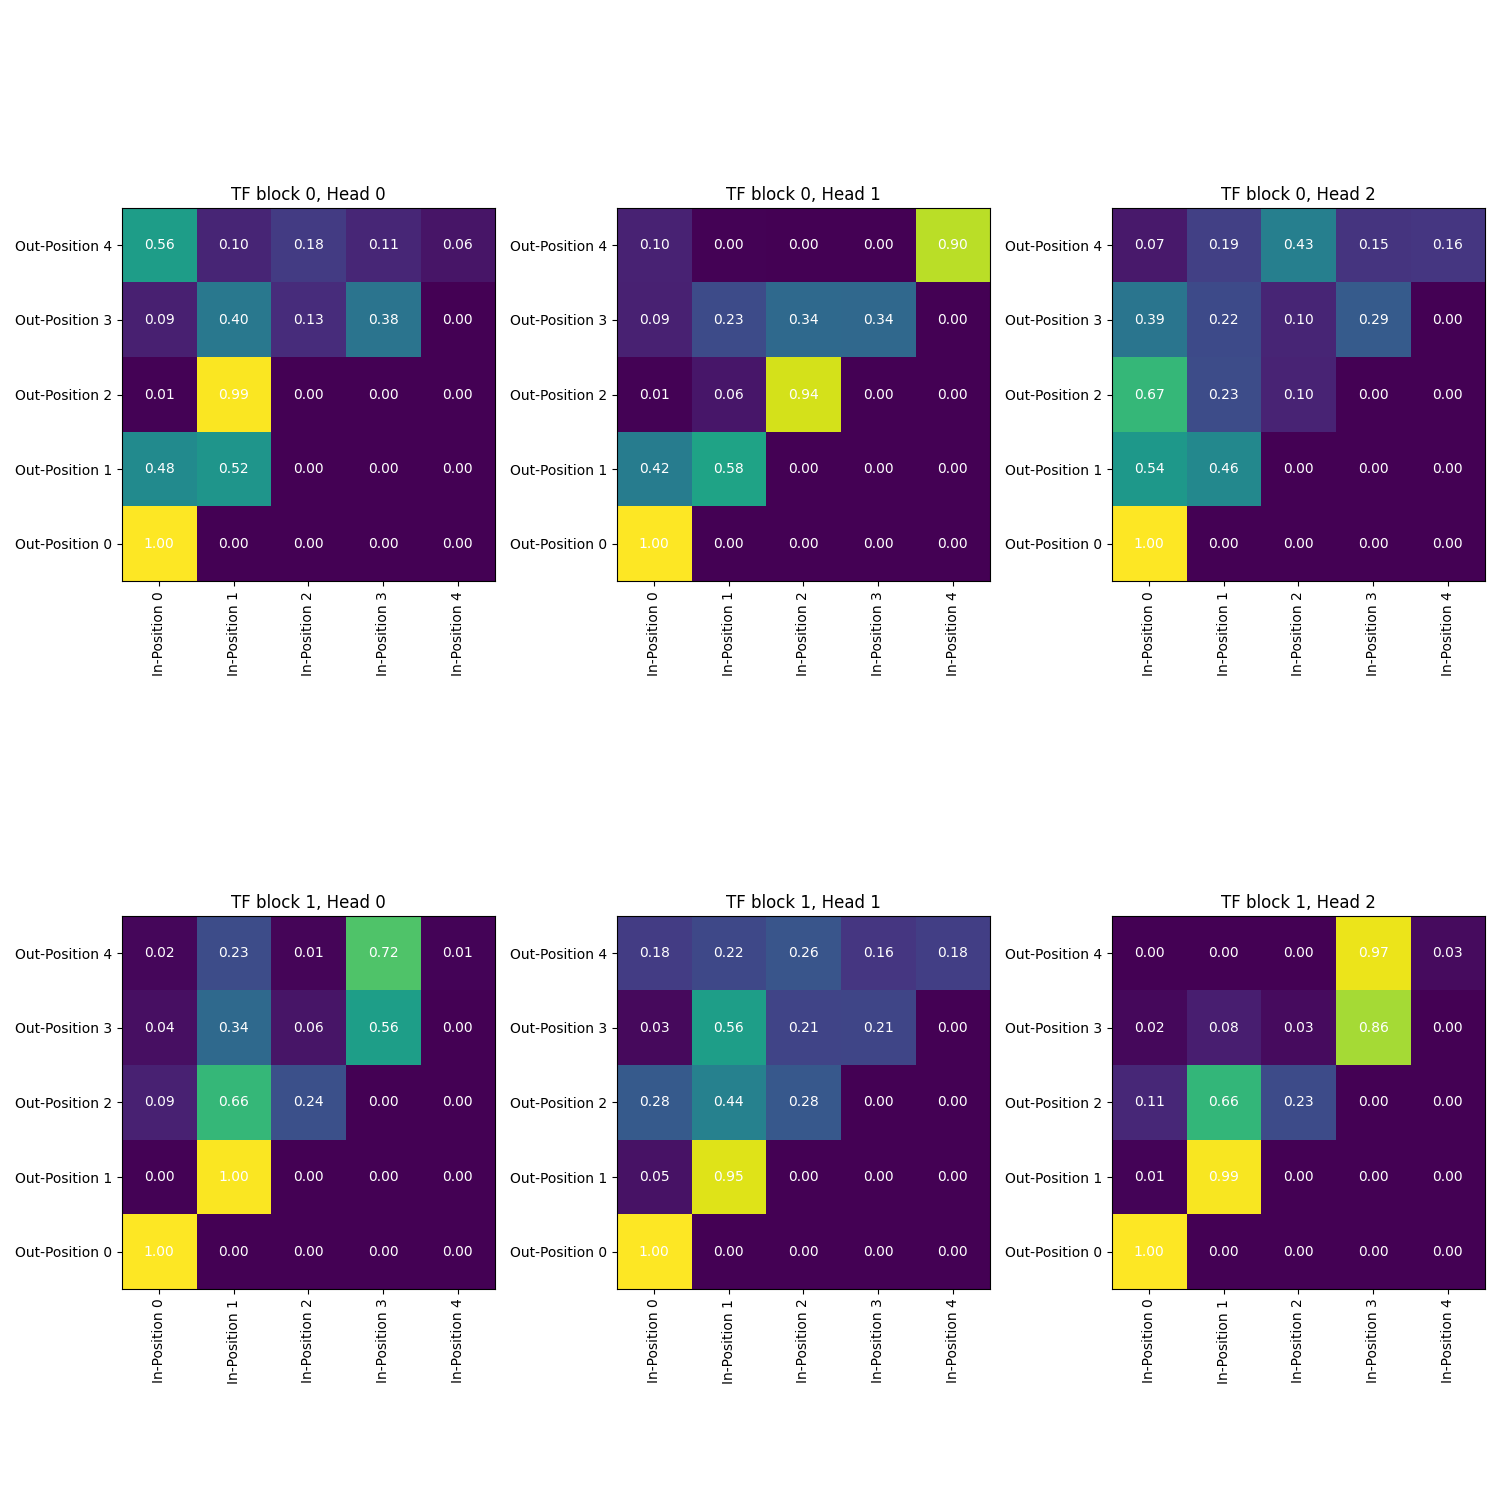 TF block 0, Head 0
Out-Position 4 0.56 0.10 0.18 0.11 0.06
Out-Position 3 0.09 0.40 0.13 0.38 0.00
Out-Position 2 0.01 0.99 0.00 0.00 0.00
Out-Position 1 0.48 0.52 0.00 0.00 0.00
Out-Position 0 1.00 0.00 0.00 0.00 0.00
In-Position 0 In-Position 1 In-Position 2 In-Position 3 In-Position 4
TF block 0, Head 1
Out-Position 4 0.10 0.00 0.00 0.00 0.90
Out-Position 3 0.09 0.23 0.34 0.34 0.00
Out-Position 2 0.01 0.06 0.94 0.00 0.00
Out-Position 1 0.42 0.58 0.00 0.00 0.00
Out-Position 0 1.00 0.00 0.00 0.00 0.00
In-Position 0 In-Position 1 In-Position 2 In-Position 3 In-Position 4
TF block 0, Head 2
Out-Position 4 0.07 0.19 0.43 0.15 0.16
Out-Position 3 0.39 0.22 0.10 0.29 0.00
Out-Position 2 0.67 0.23 0.10 0.00 0.00
Out-Position 1 0.54 0.46 0.00 0.00 0.00
Out-Position 0 1.00 0.00 0.00 0.00 0.00
In-Position 0 In-Position 1 In-Position 2 In-Position 3 In-Position 4
TF block 1, Head 0
Out-Position 4 0.02 0.23 0.01 0.72 0.01
Out-Position 3 0.04 0.34 0.06 0.56 0.00
Out-Position 2 0.09 0.66 0.24 0.00 0.00
Out-Position 1 0.00 1.00 0.00 0.00 0.00
Out-Position 0 1.00 0.00 0.00 0.00 0.00
In-Position 0 In-Position 1 In-Position 2 In-Position 3 In-Position 4
TF block 1, Head 1
Out-Position 4 0.18 0.22 0.26 0.16 0.18
Out-Position 3 0.03 0.56 0.21 0.21 0.00
Out-Position 2 0.28 0.44 0.28 0.00 0.00
Out-Position 1 0.05 0.95 0.00 0.00 0.00
Out-Position 0 1.00 0.00 0.00 0.00 0.00
In-Position 0 In-Position 1 In-Position 2 In-Position 3 In-Position 4
TF block 1, Head 2
Out-Position 4 0.00 0.00 0.00 0.97 0.03
Out-Position 3 0.02 0.08 0.03 0.86 0.00
Out-Position 2 0.11 0.66 0.23 0.00 0.00
Out-Position 1 0.01 0.99 0.00 0.00 0.00
Out-Position 0 1.00 0.00 0.00 0.00 0.00
In-Position 0 In-Position 1 In-Position 2 In-Position 3 In-Position 4